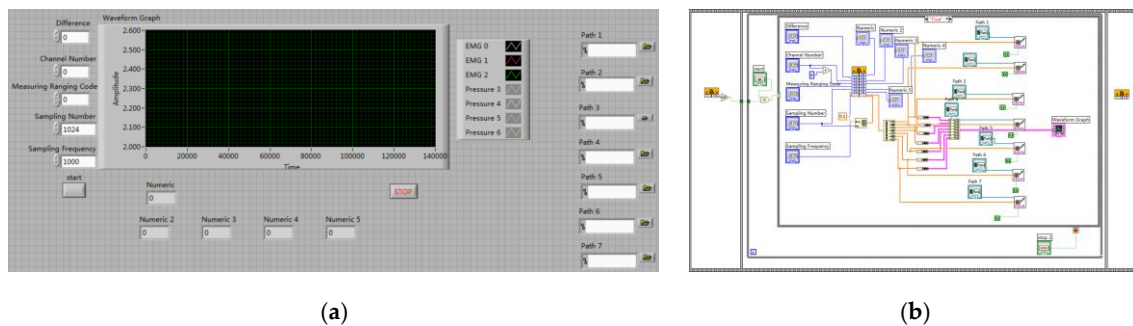 Difference
0
Channel Number
0
Measuring Ranging Code
0
Sampling Number
1024
Sampling Frequency
1000
start
Waveform Graph
2.600
2.500
2.400
2.300
2.200
2.100
2.000
Amplitude
0 20000 40000 60000 80000 100000 120000 140000
Time
EMG 0
EMG 1
EMG 2
Pressure 3
Pressure 4
Pressure 5
Pressure 6
Numeric
0
STOP
Numeric 2 Numeric 3 Numeric 4 Numeric 5
0 0 0 0
Path 1
Path 2
Path 3
Path 4
Path 5
Path 6
Path 7
(a)
"True"
Difference
Channel Number
Measuring Ranging Code
Sampling Number
Sampling Frequency
start
Numeric
Numeric 2
Numeric 3
Numeric 4
Numeric 5
Path 1
Path 2
Path 3
Path 5
Path 6
Path 7
Waveform Graph
stop 2
(b)